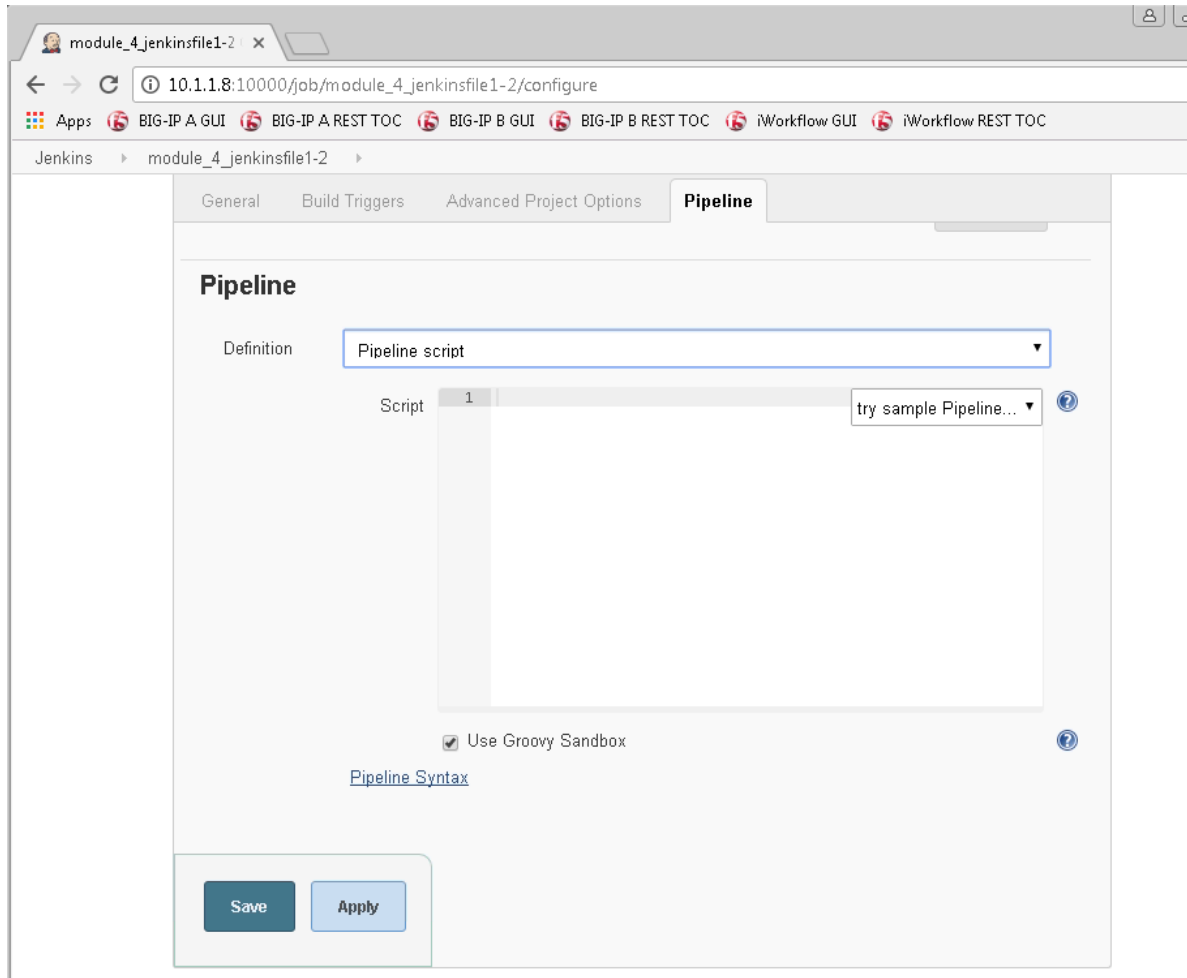 module_4_jenkinsfile1-2
10.1.1.8:10000/job/module_4_jenkinsfile1-2/configure
Apps BIG-IP A GUI BIG-IP A REST TOC BIG-IP B GUI BIG-IP B REST TOC iWorkflow GUI iWorkflow REST TOC
Jenkins module_4_jenkinsfile1-2
General Build Triggers Advanced Project Options Pipeline
Pipeline
Definition Pipeline script
Script 1 try sample Pipeline...
Use Groovy Sandbox
Pipeline Syntax
Save Apply